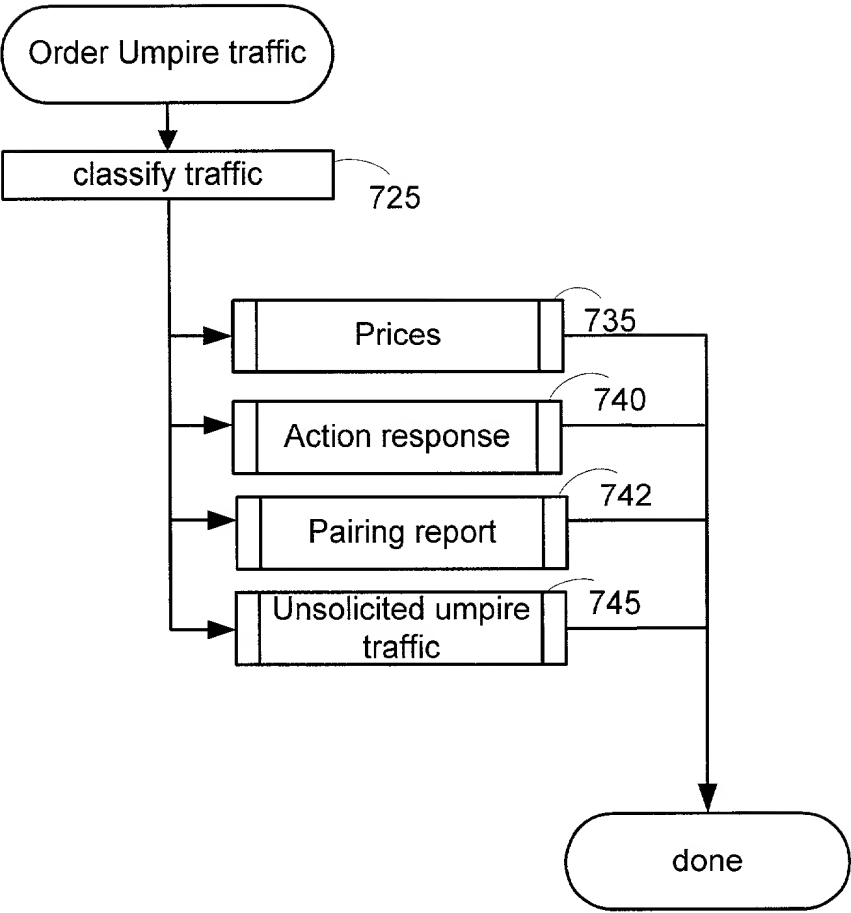 Order Umpire traffic
classify traffic
725
Prices
735
Action response
740
Pairing report
742
Unsolicited umpire
traffic
745
done